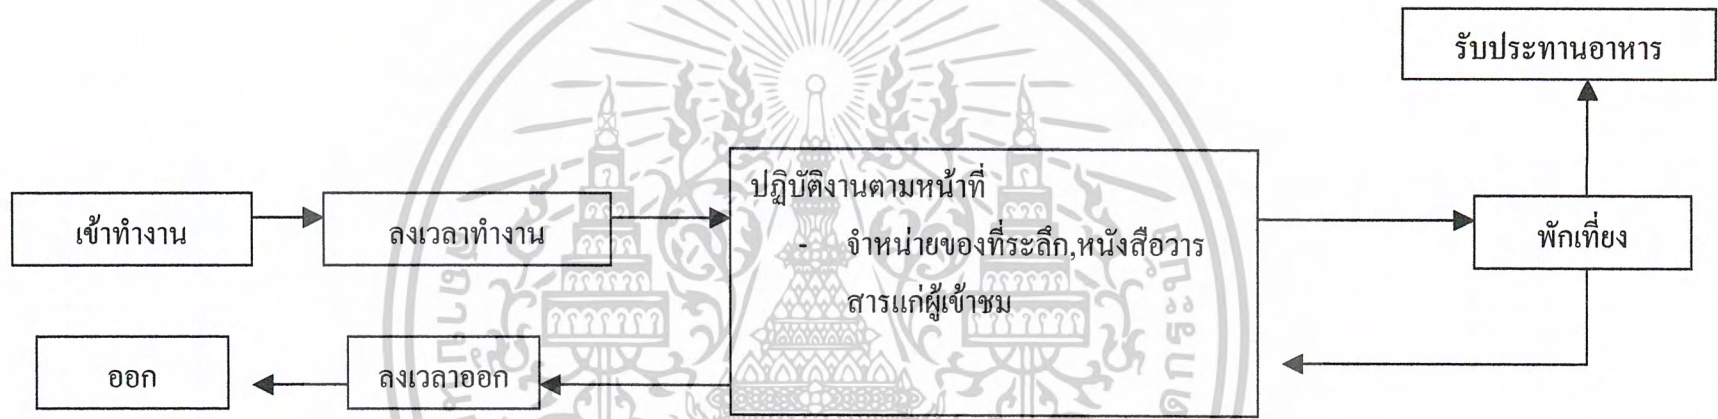 รับประทานอาหาร
เข้าทำงาน
ลงเวลาทำงาน
ปฏิบัติงานตามหน้าที่
- จำหน่ายของที่ระลึก,หนังสือวาร
สารแก่ผู้เข้าชม
พักเที่ยง
ออก
ลงเวลาออก